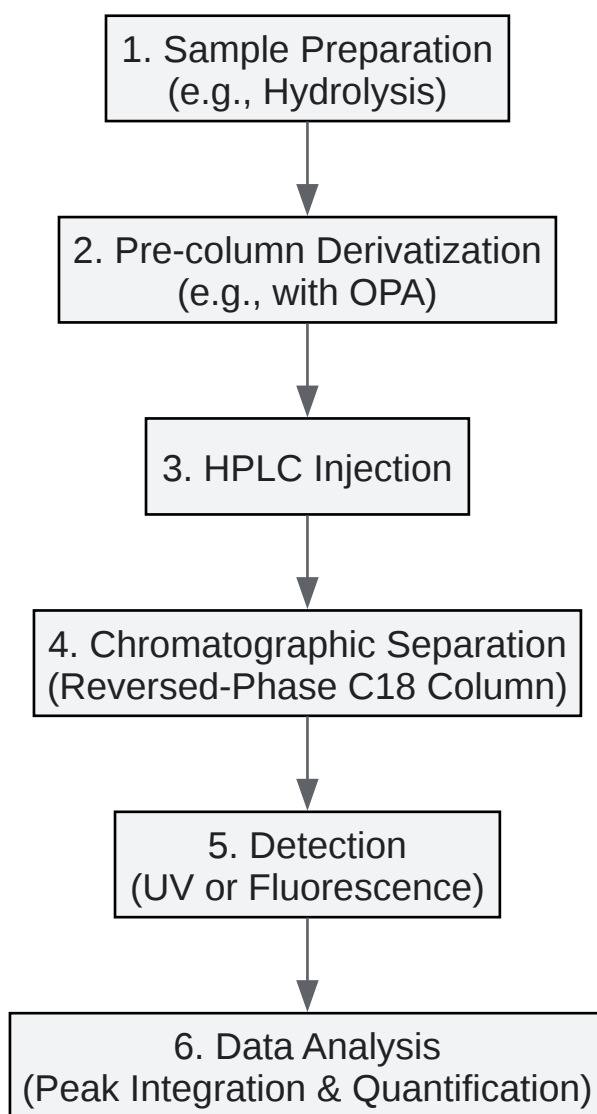 1. Sample Preparation
(e.g., Hydrolysis)
2. Pre-column Derivatization
(e.g., with OPA)
3. HPLC Injection
4. Chromatographic Separation
(Reversed-Phase C18 Column)
5. Detection
(UV or Fluorescence)
6. Data Analysis
(Peak Integration & Quantification)